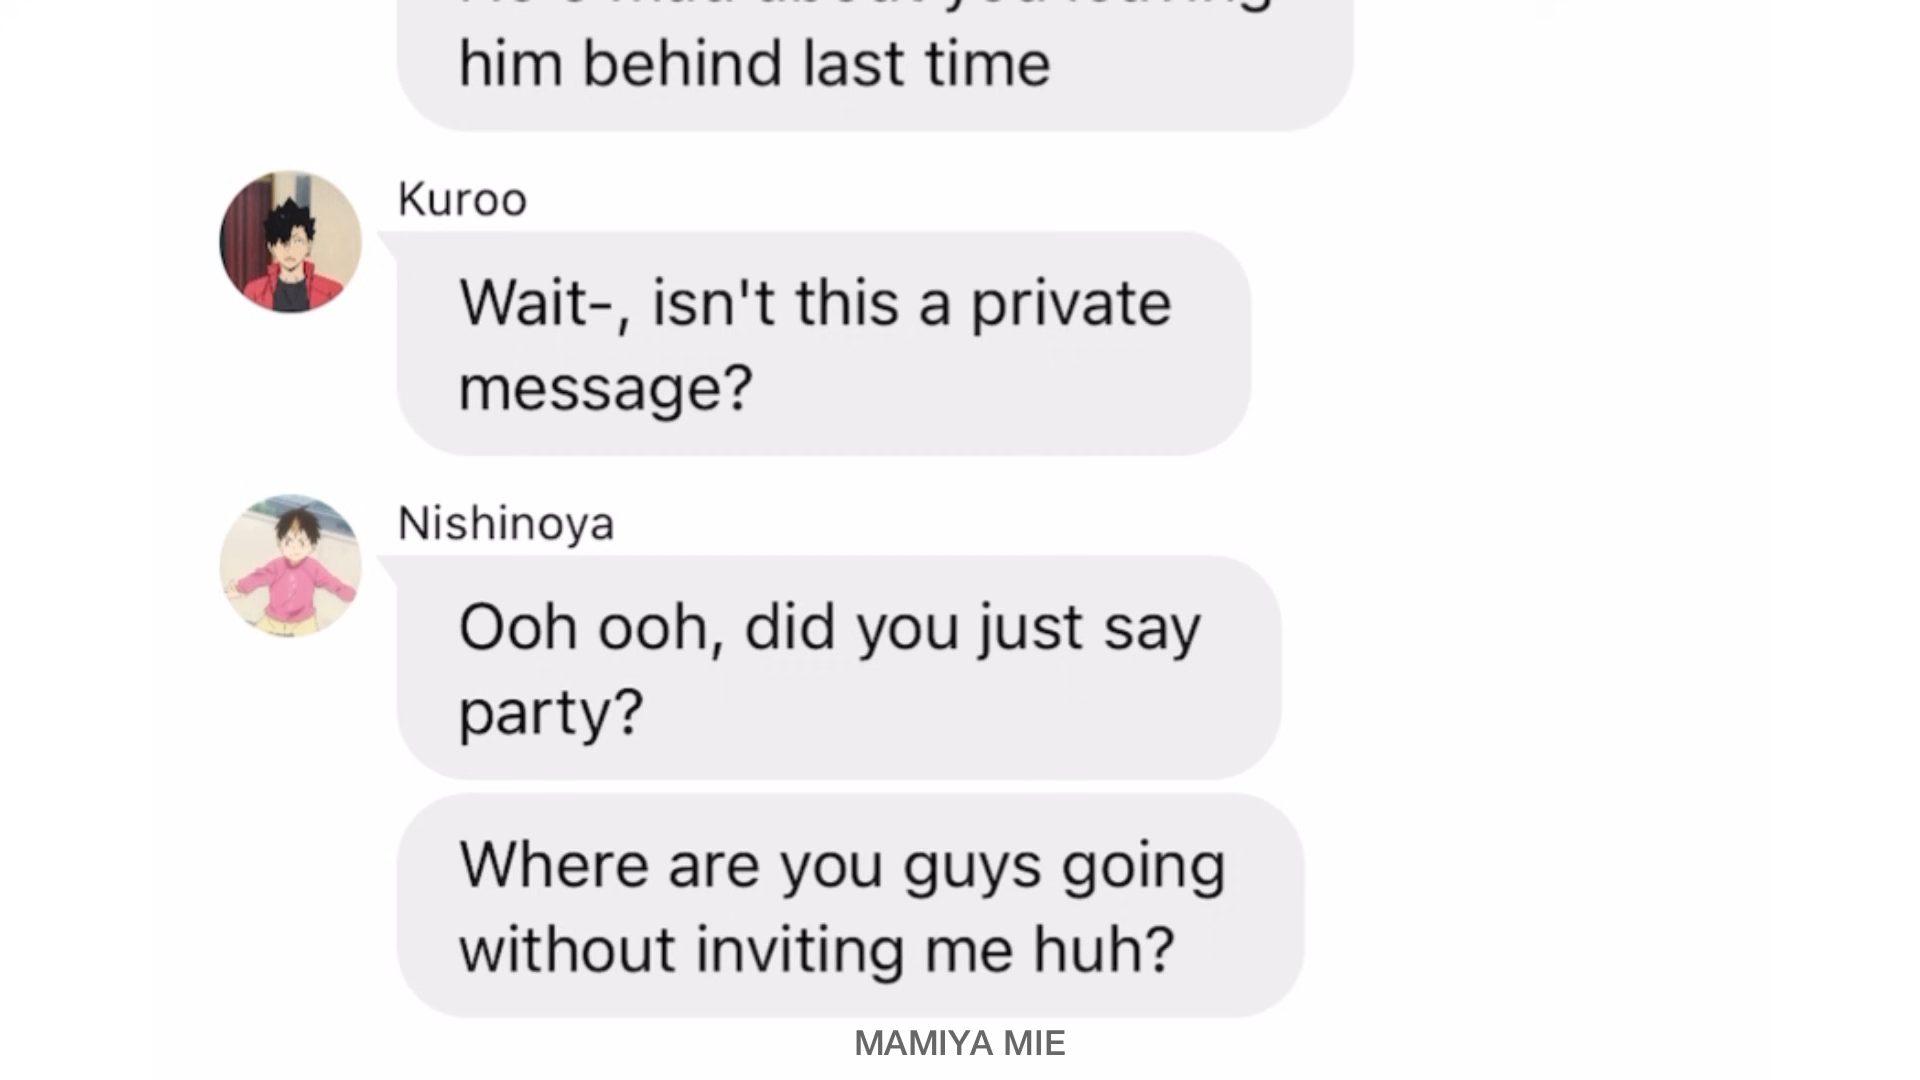 him behind last time
Kuroo
Wait-, isn't this a private
message?
Nishinoya
Ooh ooh, did you just say
party?
Where are you guys going
without inviting me huh?
MAMIYA MIE